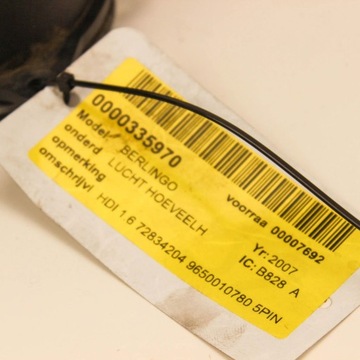 0000335970
voorraa 00007692
Model BERLINGO Yr: 2007
onderd LUCHT HOEVEELH IC: B828 A
opmerking
omschrijvi HDI 1.6 72834204 9650010780 5PIN